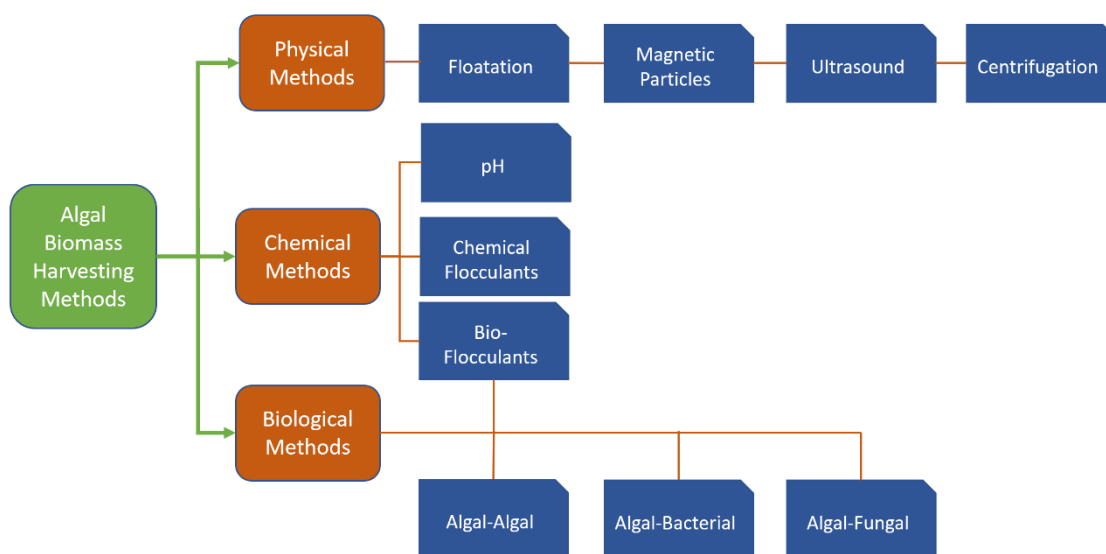 Physical
Methods
Floatation
Magnetic
Particles
Ultrasound
Centrifugation
pH
Algal
Biomass
Harvesting
Methods
Chemical
Methods
Chemical
Flocculants
Bio-
Flocculants
Biological
Methods
Algal-Algal
Algal-Bacterial
Algal-Fungal